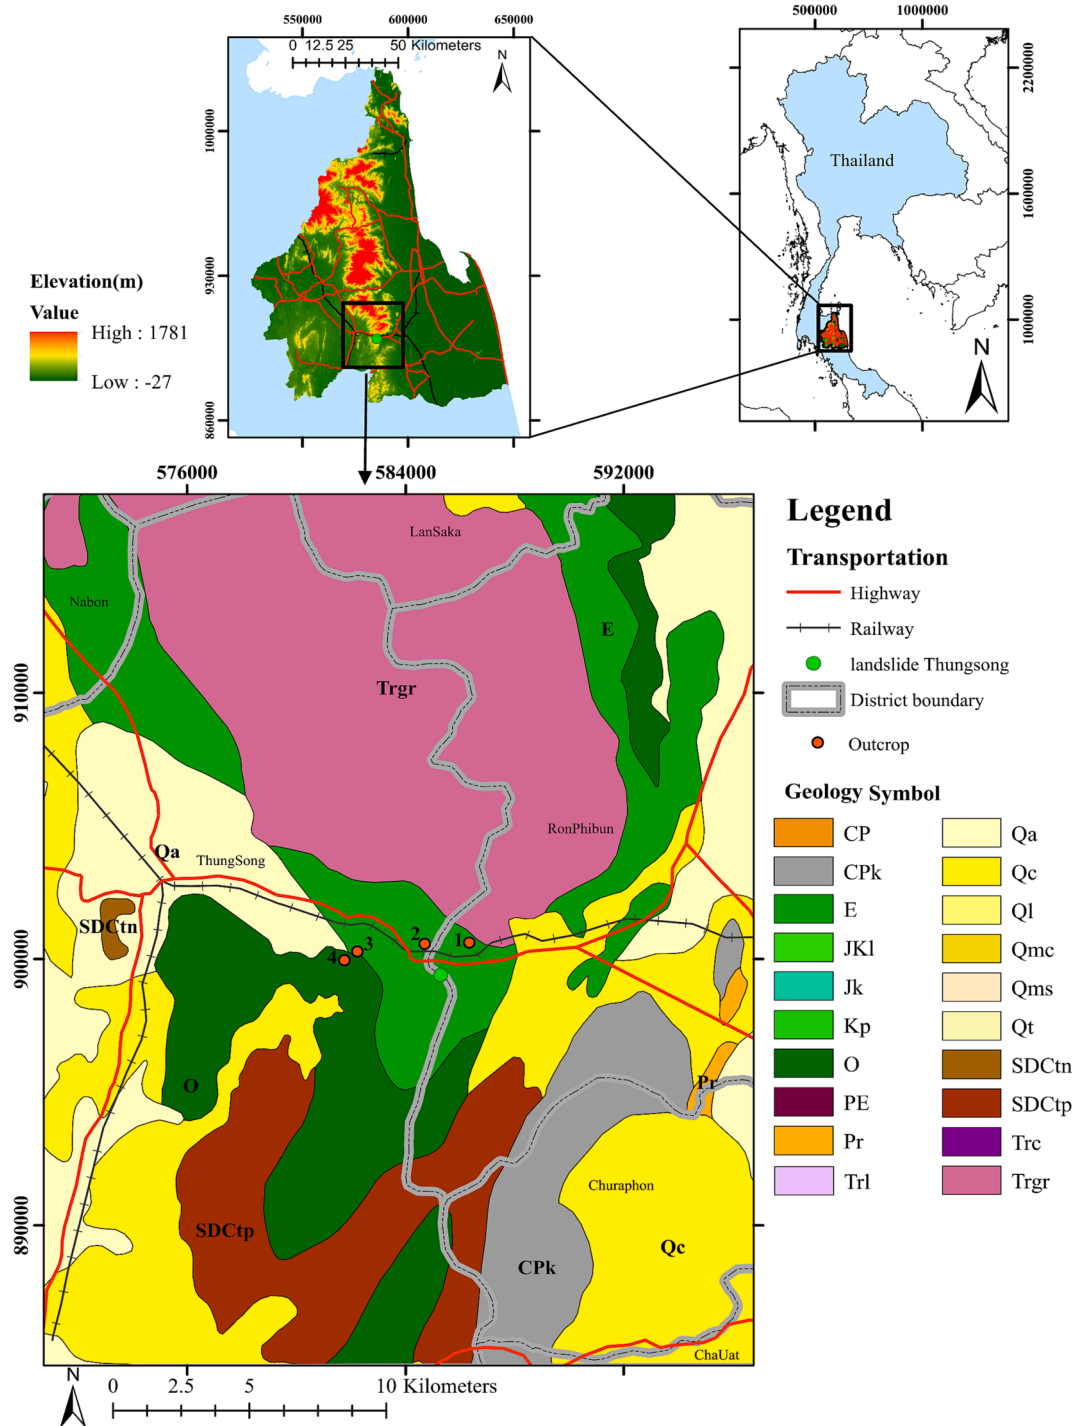 550000 600000 650000
0 12.5 25 50 Kilometers
N
1000000
930000
860000
Elevation(m)
Value
High : 1781
Low : -27
500000 1000000
2200000
1600000
1000000
Thailand
N
576000 584000 592000
910000
900000
890000
LanSaka
Nabon
E
Trgr
RonPhibun
Qa
ThungSong
SDCtn
2
1
3
4
O
Pr
Churaphon
SDCtp
Qc
CPk
ChaUat
N
0 2.5 5 10 Kilometers
Legend
Transportation
Highway
Railway
landslide Thungsong
District boundary
Outcrop
Geology Symbol
CP Qa
CPk Qc
E Ql
JKl Qmc
Jk Qms
Kp Qt
O SDCtn
PE SDCtp
Pr Trc
Trl Trgr